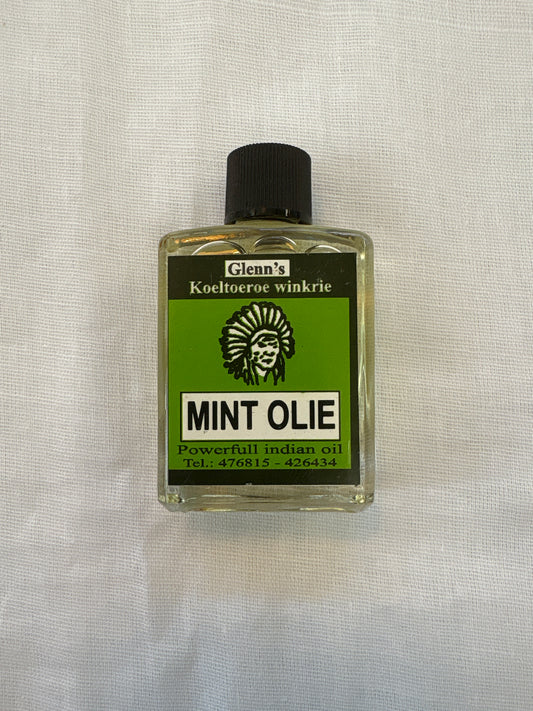 Glenn's
Koeltoeroe winkrie
MINT OLIE
Powerfull indian oil
Tel.: 476815 - 426434